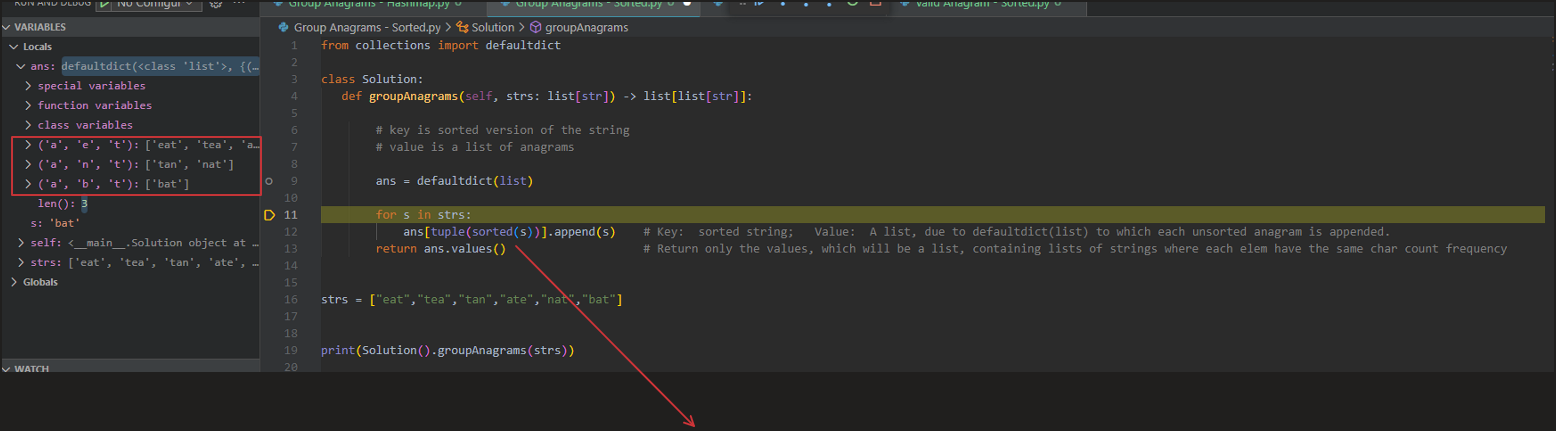 RUN AND DEBUG No Configur
Group Anagrams - Hashmap.py 6
Group Anagrams - Sorted.py 6
Valid Anagram - Sorted.py 6
VARIABLES
Locals
ans: defaultdict(<class 'list'>, {(…
special variables
function variables
class variables
('a', 'e', 't'): ['eat', 'tea', 'a…
('a', 'n', 't'): ['tan', 'nat']
('a', 'b', 't'): ['bat']
len(): 3
s: 'bat'
self: <__main__.Solution object at …
strs: ['eat', 'tea', 'tan', 'ate', …
Globals
WATCH
Group Anagrams - Sorted.py > Solution > groupAnagrams
1 from collections import defaultdict
2
3 class Solution:
4 def groupAnagrams(self, strs: list[str]) -> list[list[str]]:
5
6 # key is sorted version of the string
7 # value is a list of anagrams
8
9 ans = defaultdict(list)
10
11 for s in strs:
12 ans[tuple(sorted(s))].append(s) # Key: sorted string; Value: A list, due to defaultdict(list) to which each unsorted anagram is appended.
13 return ans.values() # Return only the values, which will be a list, containing lists of strings where each elem have the same char count frequency
14
15
16 strs = ["eat","tea","tan","ate","nat","bat"]
17
18
19 print(Solution().groupAnagrams(strs))
20